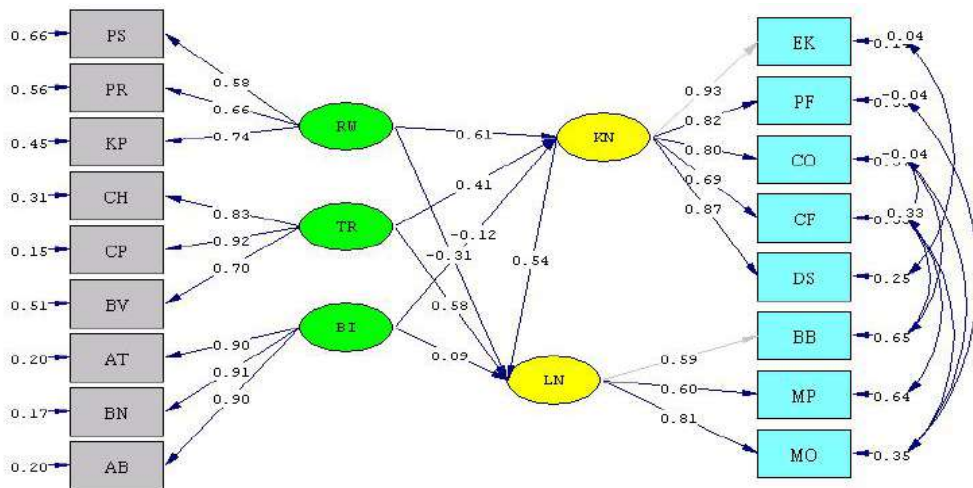 0.66 PS
0.56 PR
0.45 KP
0.31 CH
0.15 CP
0.51 BV
0.20 AT
0.17 BN
0.20 AB
0.58
0.66
0.74
0.83
0.92
0.70
0.90
0.91
0.90
RW
TR
BI
0.61
0.41
-0.12
-0.31
0.54
0.58
0.09
KN
LN
0.93
0.82
0.80
0.69
0.87
0.59
0.60
0.81
EK 0.04
PF -0.04
CO -0.04
CF 0.33
DS 0.25
BB 0.65
MP 0.64
MO 0.35